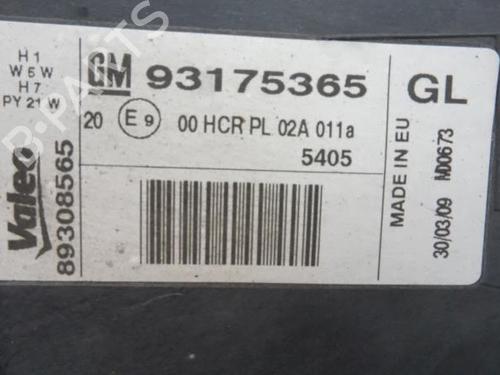 H1
W5W
H7
PY 21 W
GM 93175365 GL
20 E9 00 HCR PL 02A 011a
5405
Valeo
89308565
MADE IN EU
30/03/09 M00673
B-PARTS